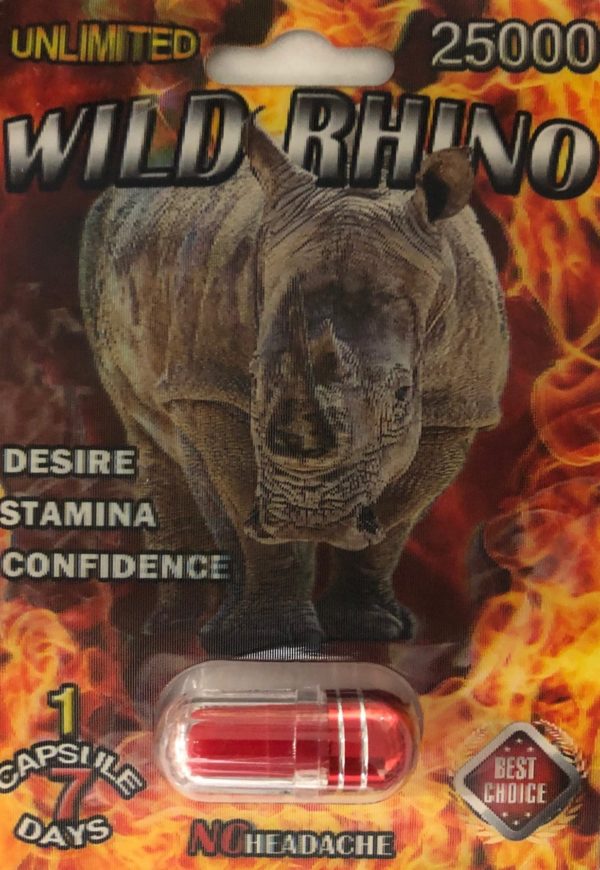 UNLIMITED
25000
WILD RHINO
DESIRE
STAMINA
CONFIDENCE
1
CAPSULE
7
DAYS
BEST
CHOICE
NO HEADACHE